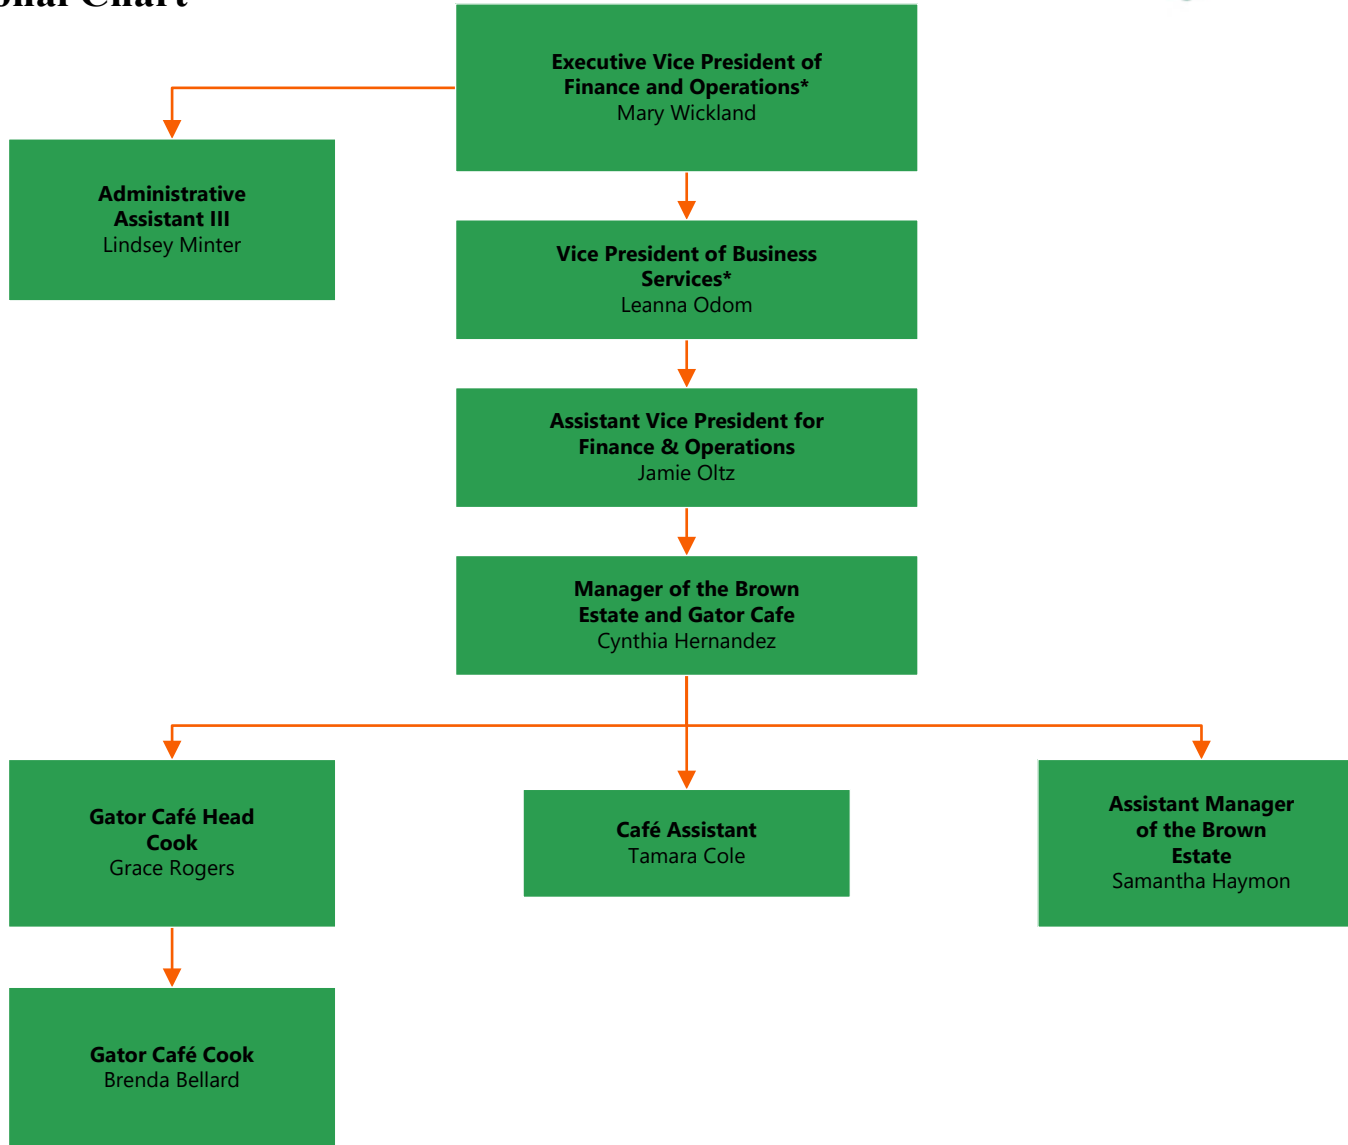 Chart
Executive Vice President of
Finance and Operations*
Mary Wickland
Administrative
Assistant III
Lindsey Minter
Vice President of Business
Services*
Leanna Odom
Assistant Vice President for
Finance & Operations
Jamie Oltz
Manager of the Brown
Estate and Gator Cafe
Cynthia Hernandez
Gator Café Head
Cook
Grace Rogers
Café Assistant
Tamara Cole
Assistant Manager
of the Brown
Estate
Samantha Haymon
Gator Café Cook
Brenda Bellard